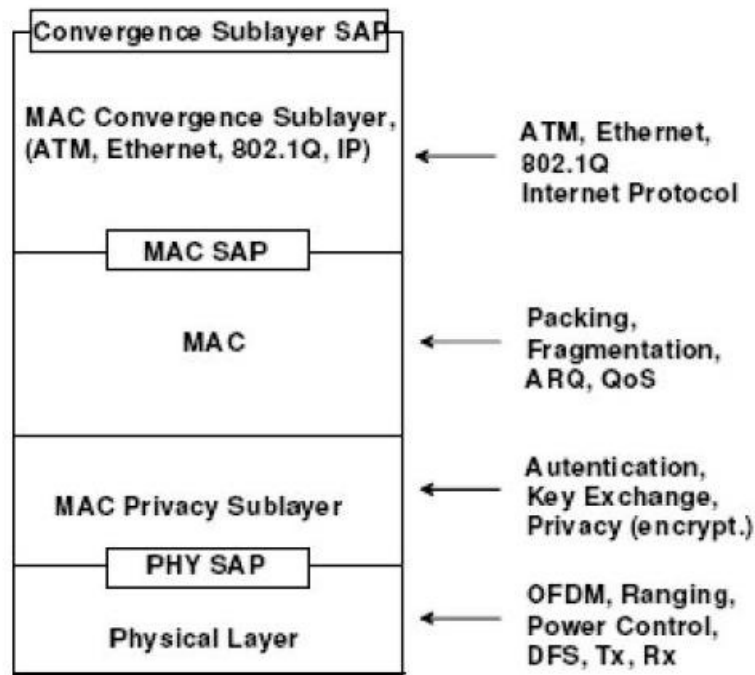 Convergence Sublayer SAP
MAC Convergence Sublayer,
(ATM, Ethernet, 802.1Q, IP)
ATM, Ethernet,
802.1Q
Internet Protocol
MAC SAP
MAC
Packing,
Fragmentation,
ARQ, QoS
MAC Privacy Sublayer
Autentication,
Key Exchange,
Privacy (encrypt.)
PHY SAP
Physical Layer
OFDM, Ranging,
Power Control,
DFS, Tx, Rx